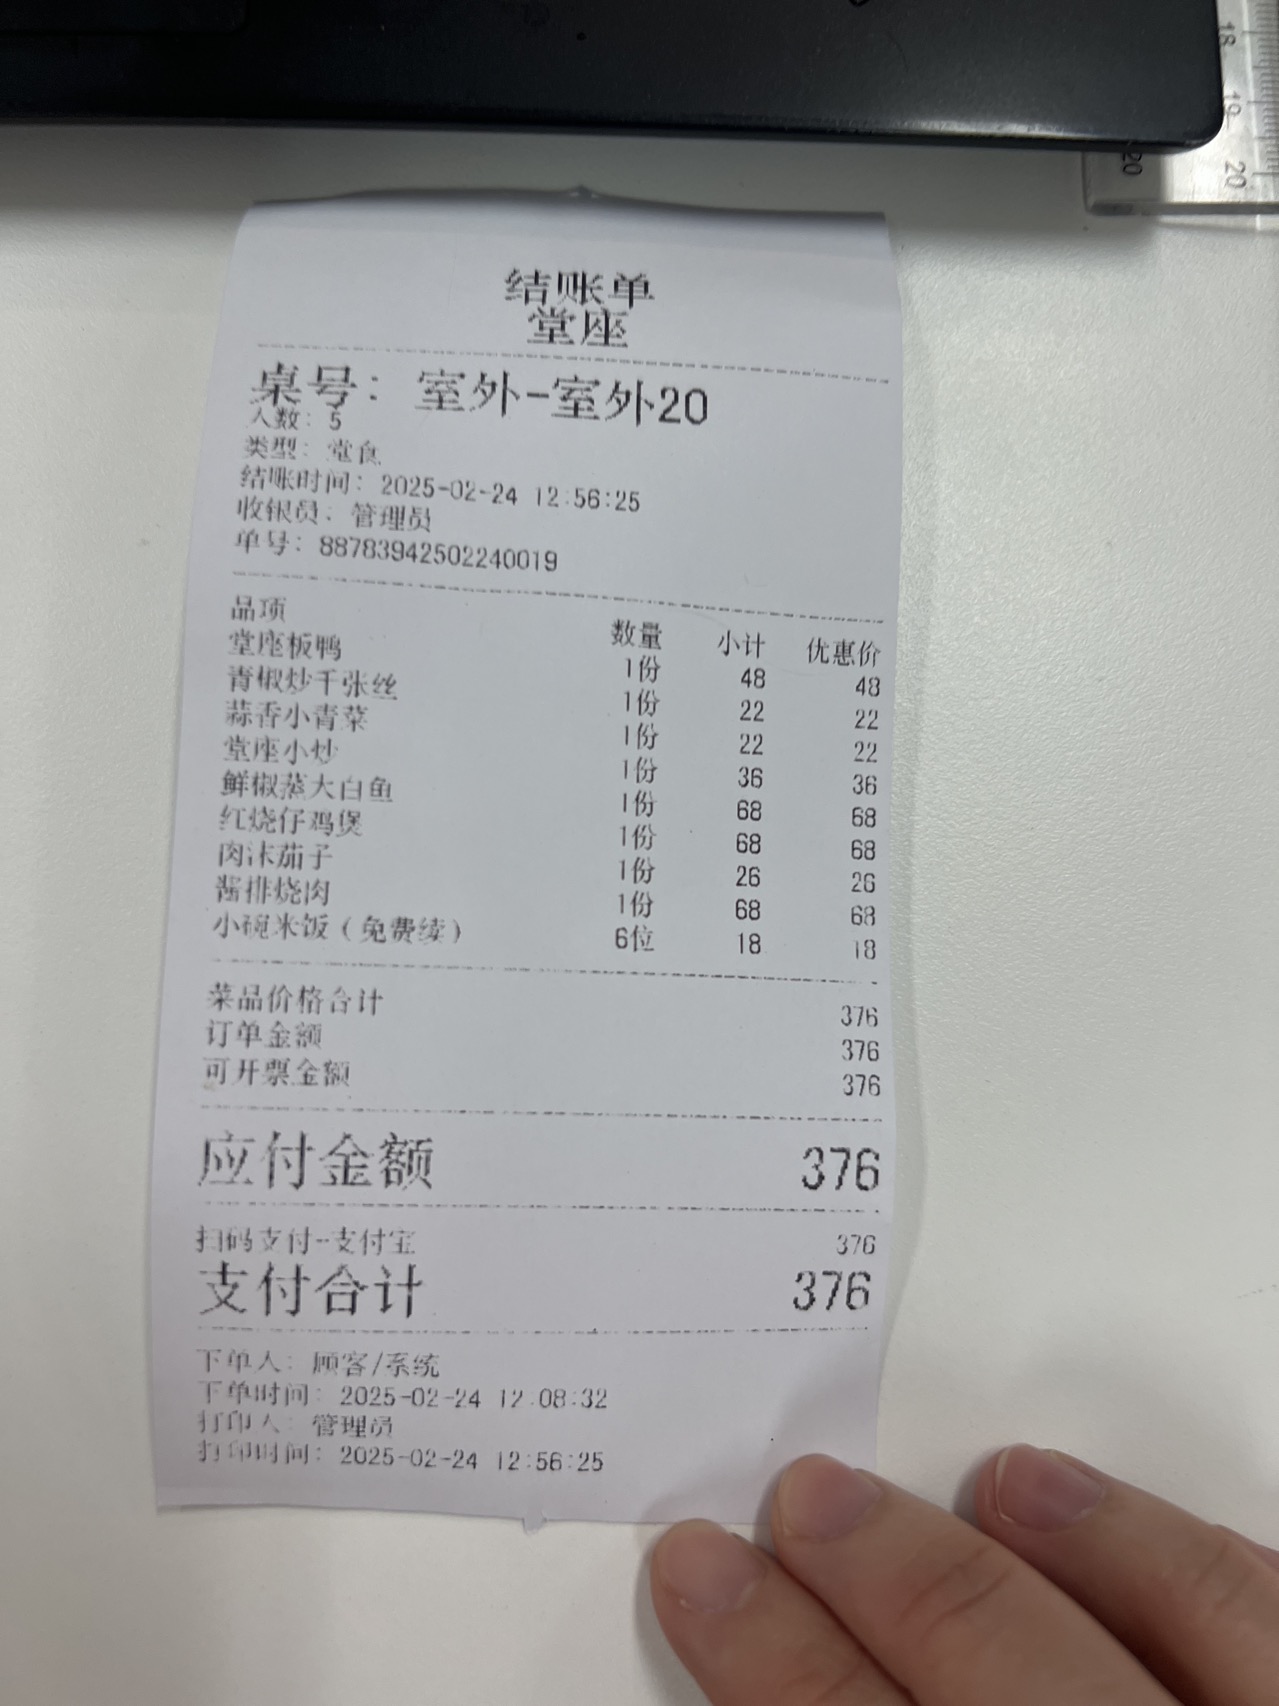 18
19
20
20
结账单
堂座
桌号: 室外-室外20
人数: 5
类型: 堂食
结账时间: 2025-02-24 12:56:25
收银员: 管理员
单号: 887839425022400​19
品项 数量 小计 优惠价
堂座板鸭 1份 48 48
青椒炒千张丝 1份 22 22
蒜香小青菜 1份 22 22
堂座小炒 1份 36 36
鲜椒蒸大白鱼 1份 68 68
红烧仔鸡煲 1份 68 68
肉沫茄子 1份 26 26
酱排烧肉 1份 68 68
小碗米饭(免费续) 6位 18 18
菜品价格合计 376
订单金额 376
可开票金额 376
应付金额 376
扫码支付-支付宝 376
支付合计 376
下单人: 顾客/系统
下单时间: 2025-02-24 12:08:32
打印人: 管理员
打印时间: 2025-02-24 12:56:25